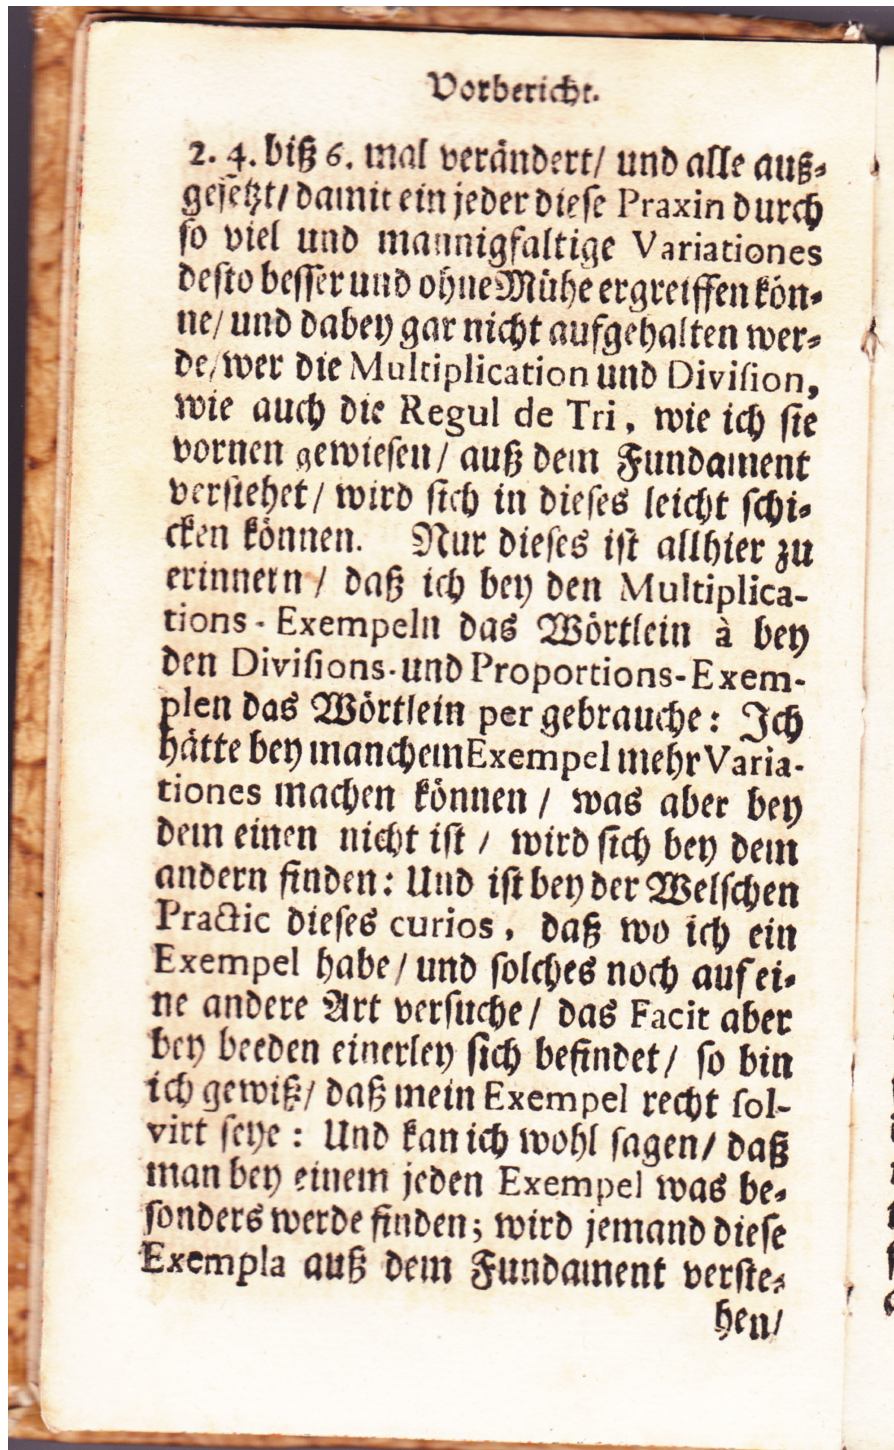 Vorbericht.
2. 4. biß 6. mal verändert/ und alle auß-
gesetzt/ damit ein jeder diese Praxin durch
so viel und mannigfaltige Variationes
desto besser und ohne Mühe ergreiffen kön-
ne/ und dabey gar nicht aufgehalten wer-
de/ wer die Multiplication und Division,
wie auch die Regul de Tri, wie ich sie
vornen gewiesen/ auß dem Fundament
verstehet/ wird sich in dieses leicht schi-
cken können. Nur dieses ist allhier zu
erinnern/ daß ich bey den Multiplica-
tions-Exempeln das Wörtlein à bey
den Divisions- und Proportions-Exem-
plen das Wörtlein per gebrauche: Ich
hätte bey manchem Exempel mehr Varia-
tiones machen können/ was aber bey
dem einen nicht ist/ wird sich bey dem
andern finden: Und ist bey der Welschen
Practic dieses curios, daß wo ich ein
Exempel habe/ und solches noch auf ei-
ne andere Art versuche/ das Facit aber
bey beeden einerley sich befindet/ so bin
ich gewiß/ daß mein Exempel recht sol-
virt seye: Und kan ich wohl sagen/ daß
man bey einem jeden Exempel was be-
sonders werde finden; wird jemand diese
Exempla auß dem Fundament verste-
hen/